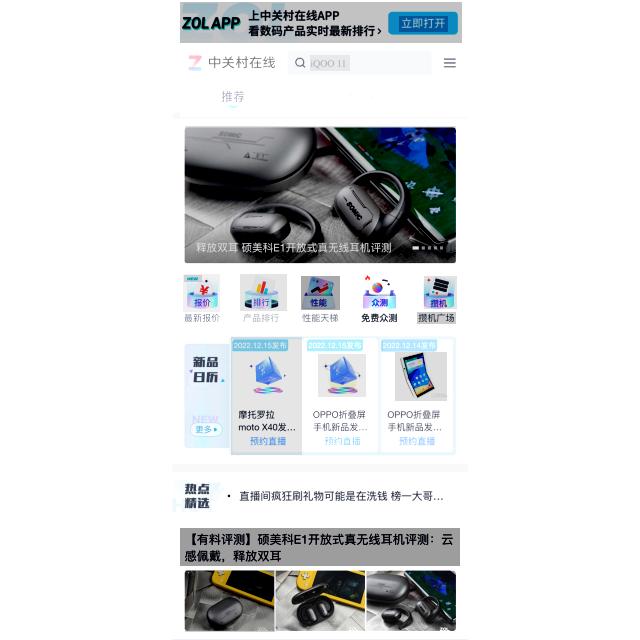 ZOL APP
上中关村在线APP
看数码产品实时最新排行
立即打开
中关村在线
iQOO 11
推荐
SOMiC
SOMiC
释放双耳 硕美科E1开放式真无线耳机评测
NEW
报价
排行
性能
众测
攒机
最新报价
产品排行
性能天梯
免费众测
攒机广场
新品
日历
NEW
更多
2022.12.15发布
摩托罗拉
moto X40发...
预约直播
2022.12.15发布
OPPO折叠屏
手机新品发...
预约直播
2022.12.14发布
OPPO折叠屏
手机新品发...
预约直播
热点
精选
• 直播间疯狂刷礼物可能是在洗钱 榜一大哥...
【有料评测】硕美科E1开放式真无线耳机评测：云
感佩戴，释放双耳